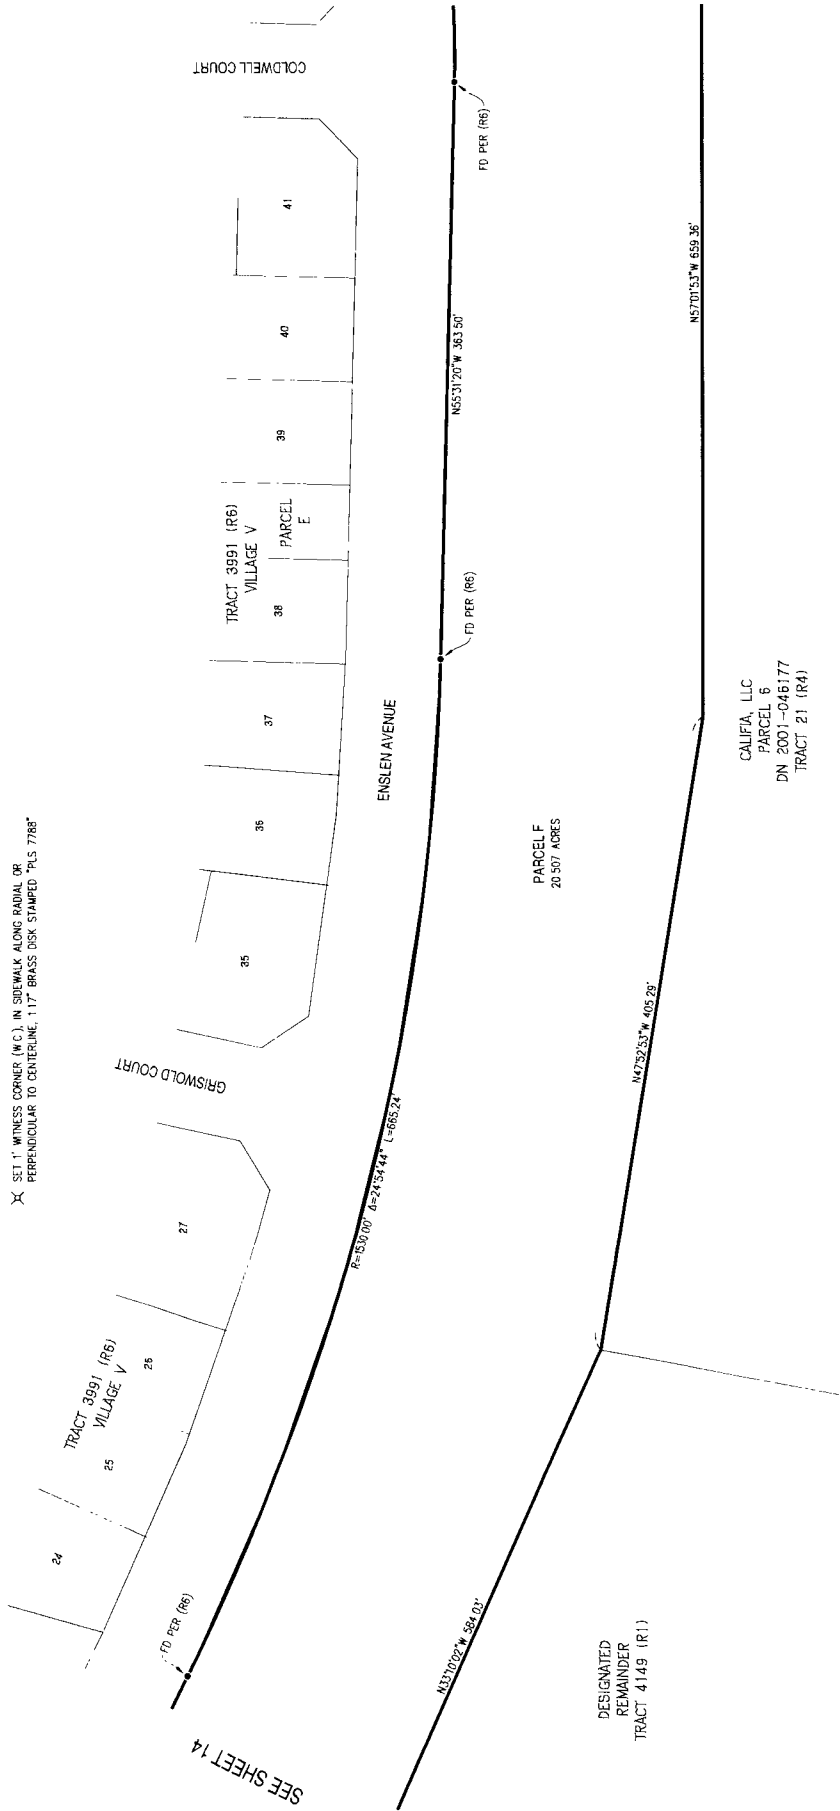 SET 1' WITNESS CORNER (W.C.), IN SIDEWALK ALONG RADIAL OR
PERPENDICULAR TO CENTERLINE, 1.17" BRASS DISK STAMPED "PLS 7788"
COLDWELL COURT
41
40
39
TRACT 3991 (R6)
VILLAGE V
PARCEL
E
38
37
36
35
GRISWOLD COURT
27
TRACT 3991 (R6)
VILLAGE V
26
25
24
ENSLEN AVENUE
FD PER (R6)
N55°31'20"W 363.50'
FD PER (R6)
R=1530.00' Δ=24°54'44" L=665.24'
FD PER (R6)
SEE SHEET 14
PARCEL F
20.507 ACRES
N57°01'53"W 659.36'
N47°52'53"W 405.29'
N33°10'02"W 584.03'
CALIFIA, LLC
PARCEL 6
DN 2001-046177
TRACT 21 (R4)
DESIGNATED
REMAINDER
TRACT 4149 (R1)